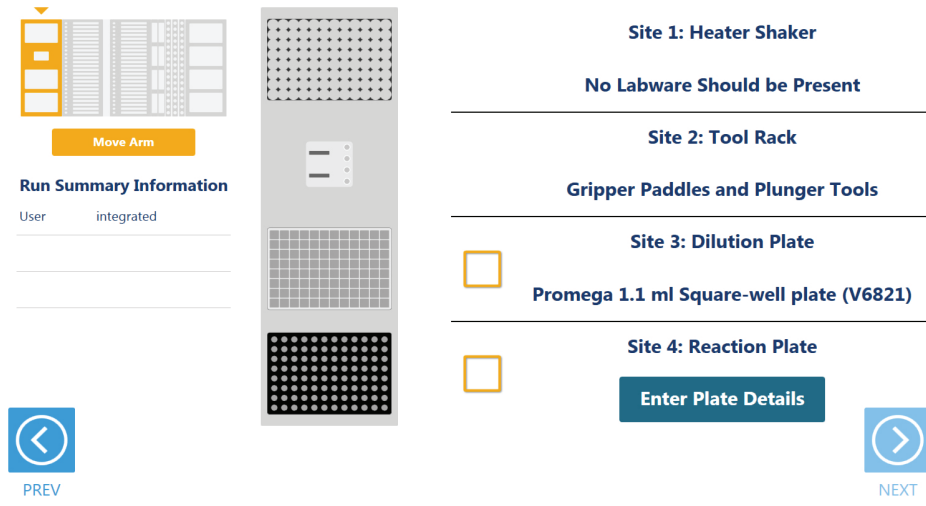 Move Arm
Run Summary Information
User integrated
PREV
Site 1: Heater Shaker
No Labware Should be Present
Site 2: Tool Rack
Gripper Paddles and Plunger Tools
Site 3: Dilution Plate
Promega 1.1 ml Square-well plate (V6821)
Site 4: Reaction Plate
Enter Plate Details
NEXT